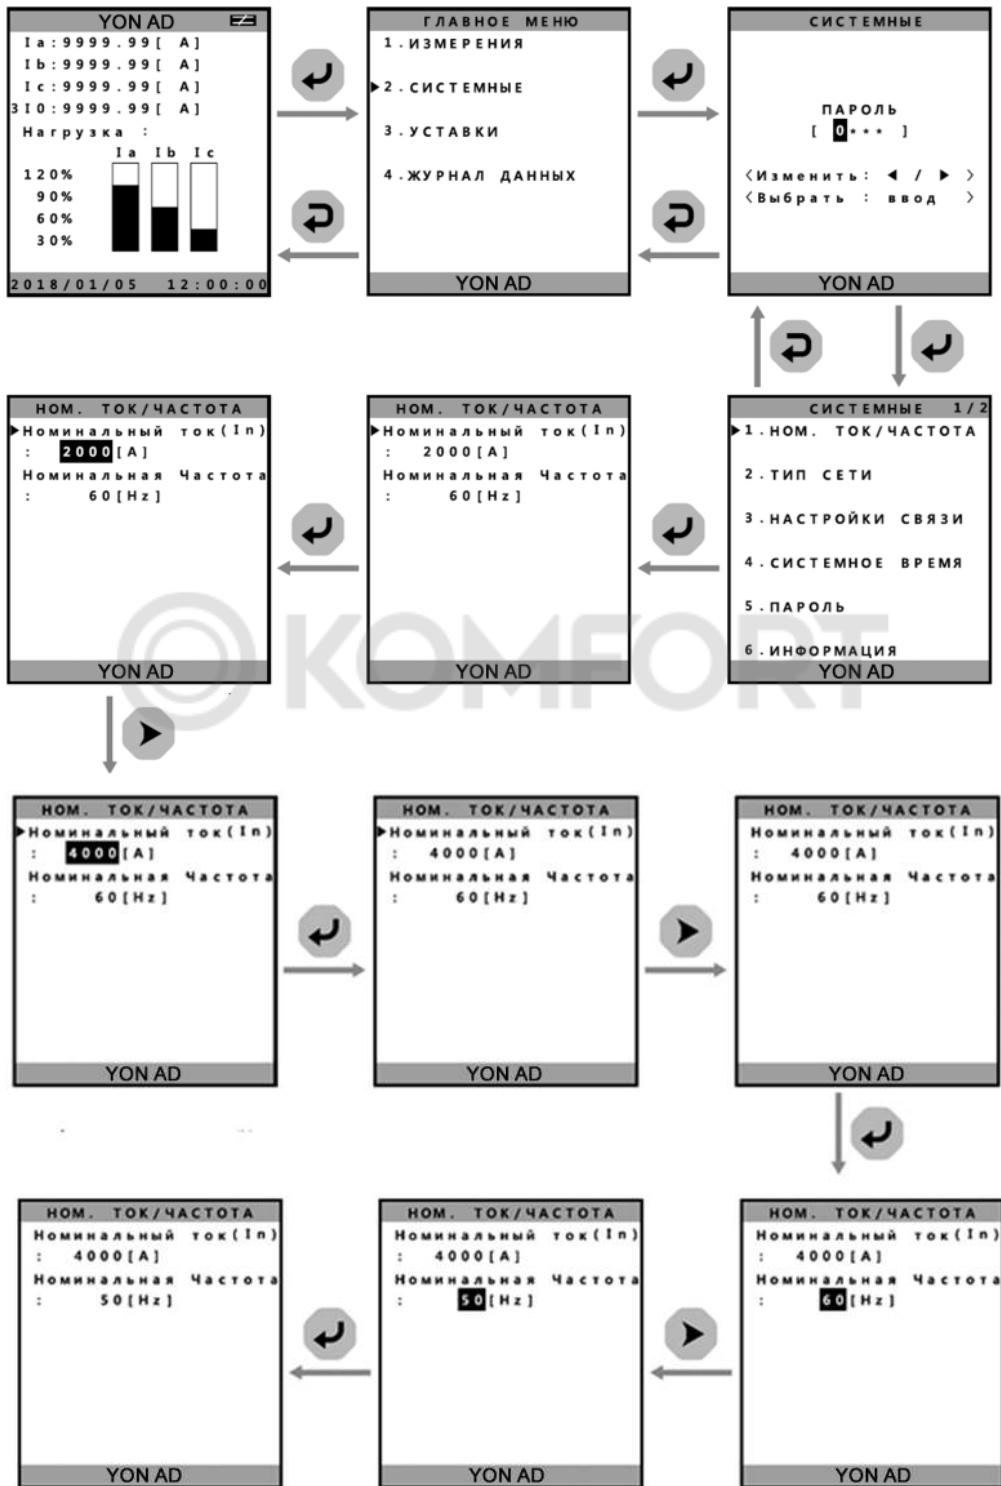 YON AD
Ia:9999.99[ A]
Ib:9999.99[ A]
Ic:9999.99[ A]
3I0:9999.99[ A]
Нагрузка :
Ia Ib Ic
120%
90%
60%
30%
2018/01/05 12:00:00
ГЛАВНОЕ МЕНЮ
1.ИЗМЕРЕНИЯ
▶2.СИСТЕМНЫЕ
3.УСТАВКИ
4.ЖУРНАЛ ДАННЫХ
YON AD
СИСТЕМНЫЕ
ПАРОЛЬ
[ 0*** ]
<Изменить: ◀ / ▶ >
<Выбрать : ввод >
YON AD
НОМ. ТОК/ЧАСТОТА
▶Номинальный ток(In)
: 2000[A]
Номинальная Частота
: 60[Hz]
YON AD
НОМ. ТОК/ЧАСТОТА
▶Номинальный ток(In)
: 2000[A]
Номинальная Частота
: 60[Hz]
YON AD
СИСТЕМНЫЕ 1/2
▶1.НОМ. ТОК/ЧАСТОТА
2.ТИП СЕТИ
3.НАСТРОЙКИ СВЯЗИ
4.СИСТЕМНОЕ ВРЕМЯ
5.ПАРОЛЬ
6.ИНФОРМАЦИЯ
YON AD
KOMFORT
НОМ. ТОК/ЧАСТОТА
▶Номинальный ток(In)
: 4000[A]
Номинальная Частота
: 60[Hz]
YON AD
НОМ. ТОК/ЧАСТОТА
▶Номинальный ток(In)
: 4000[A]
Номинальная Частота
: 60[Hz]
YON AD
НОМ. ТОК/ЧАСТОТА
Номинальный ток(In)
: 4000[A]
Номинальная Частота
: 60[Hz]
YON AD
НОМ. ТОК/ЧАСТОТА
Номинальный ток(In)
: 4000[A]
Номинальная Частота
: 50[Hz]
YON AD
НОМ. ТОК/ЧАСТОТА
Номинальный ток(In)
: 4000[A]
Номинальная Частота
: 50[Hz]
YON AD
НОМ. ТОК/ЧАСТОТА
Номинальный ток(In)
: 4000[A]
Номинальная Частота
: 60[Hz]
YON AD